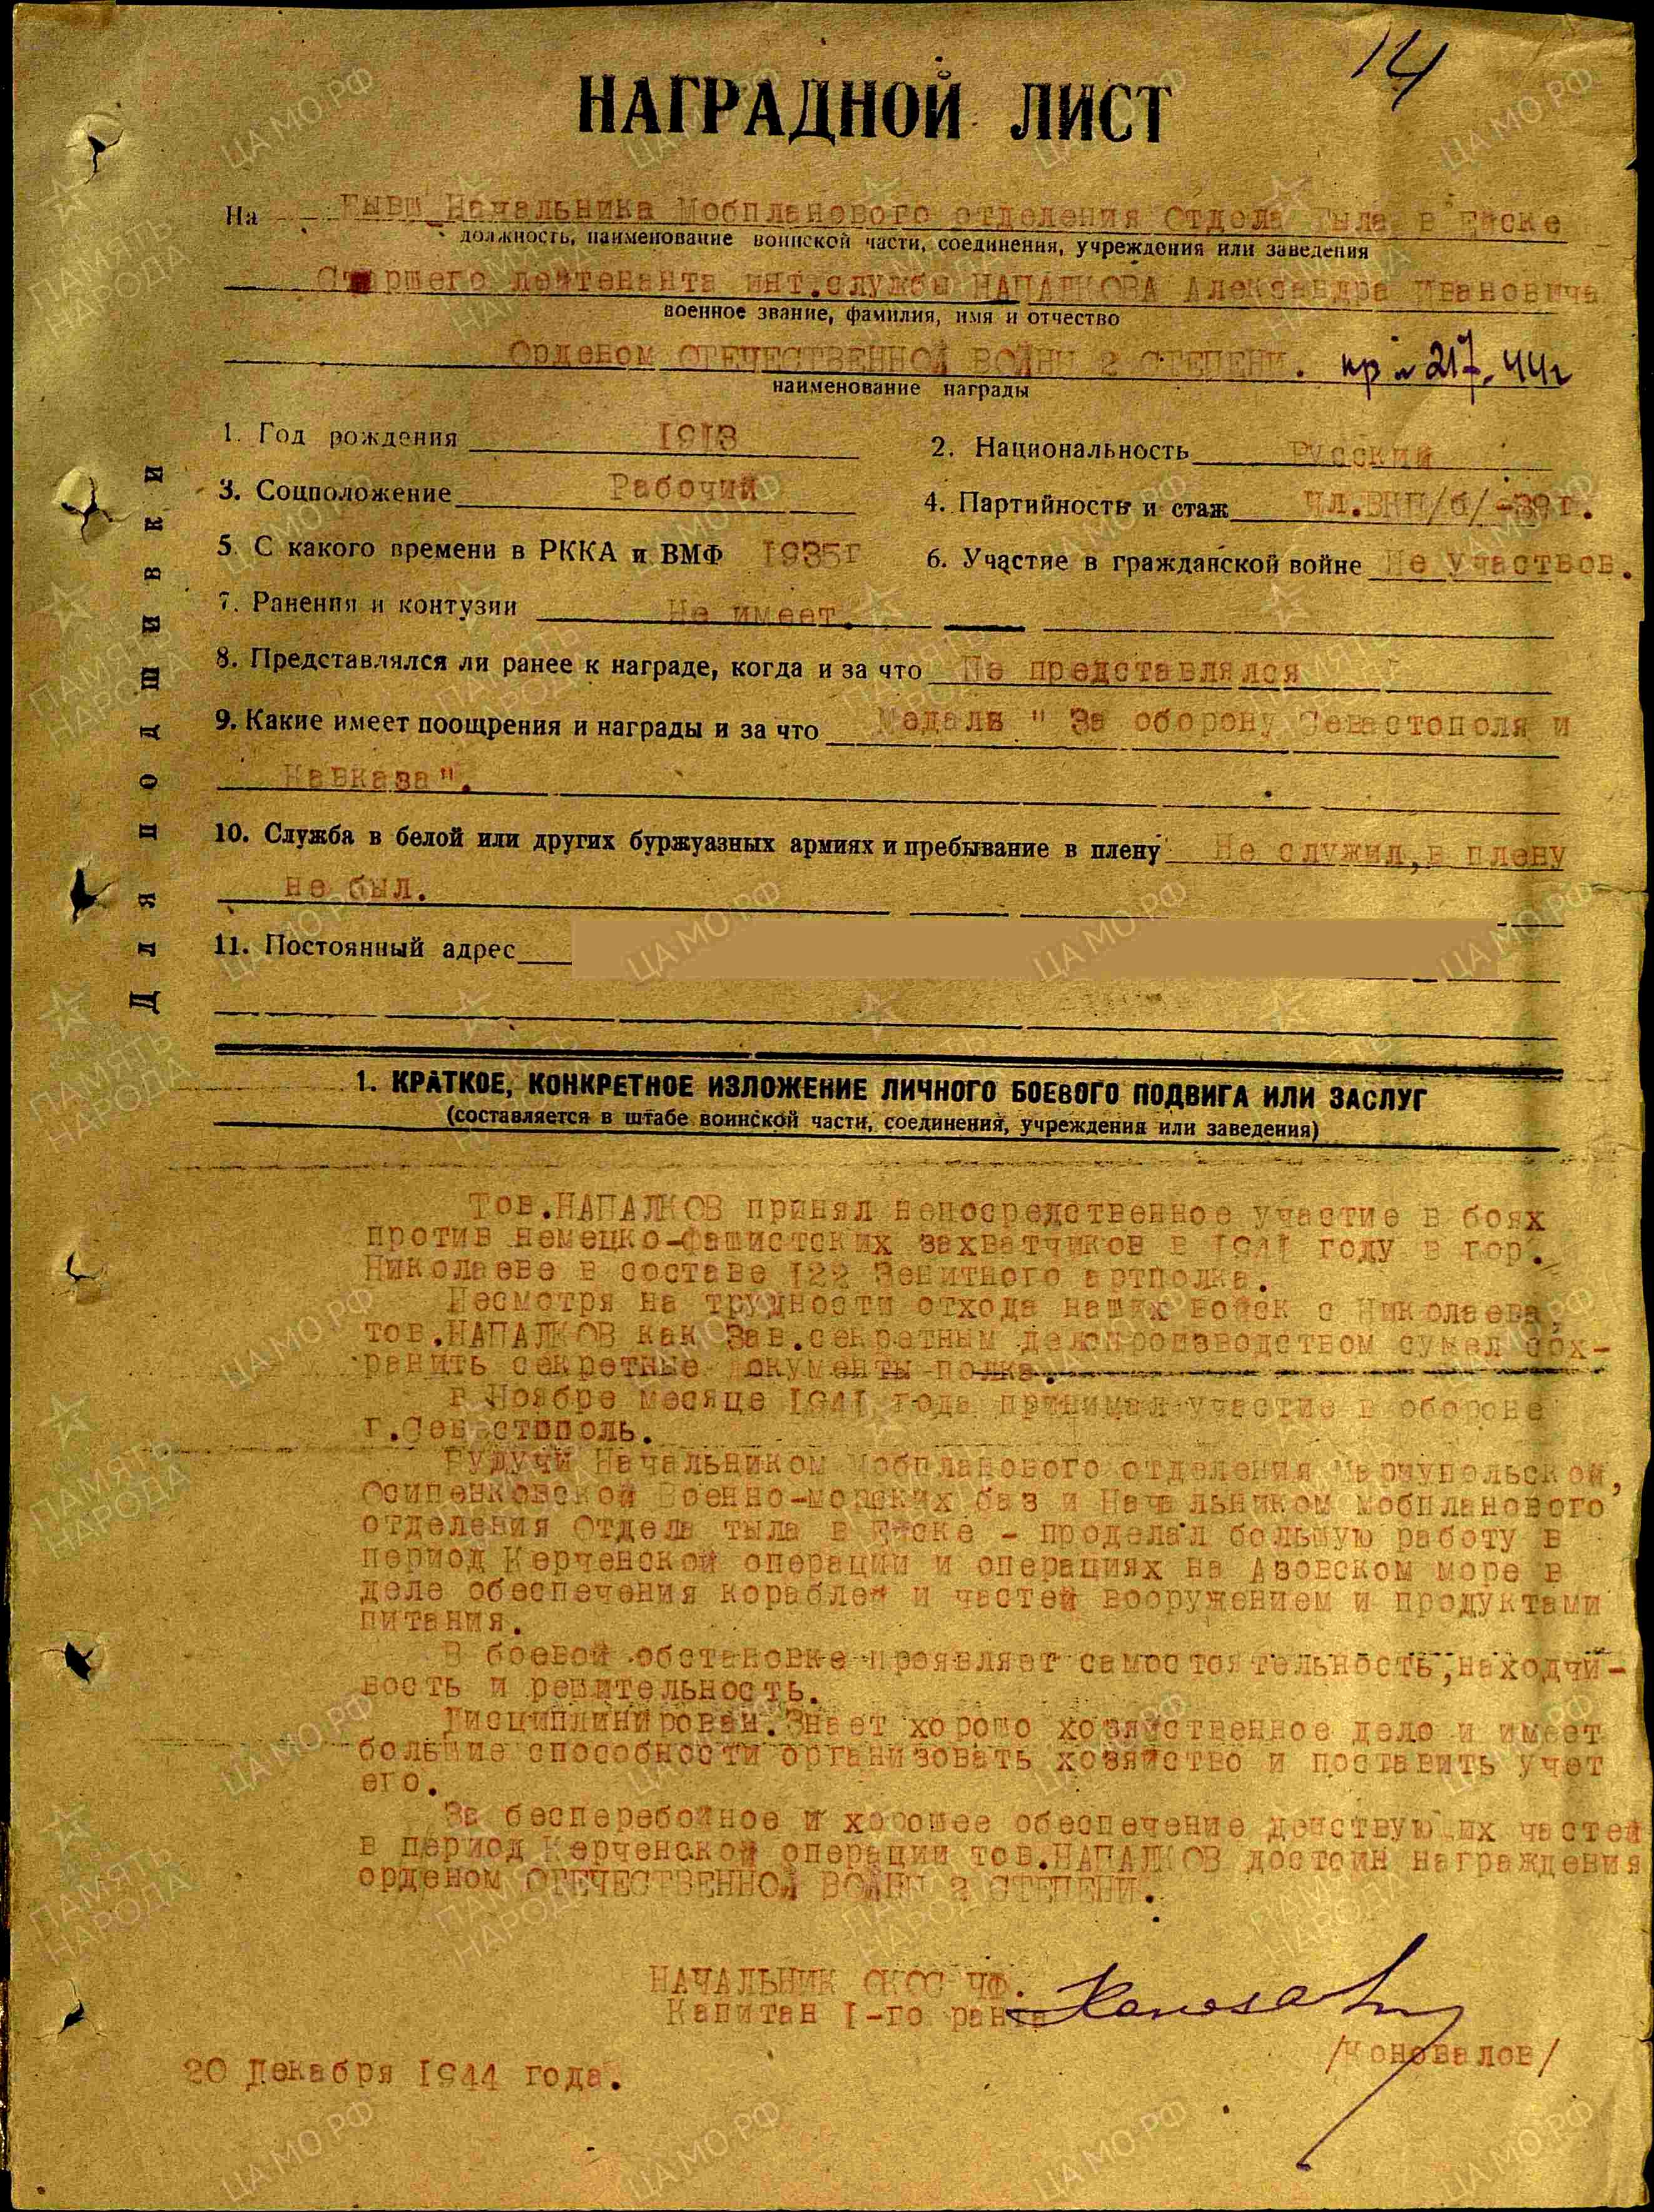 14
НАГРАДНОЙ ЛИСТ
На Бывш Начальника Мобпланового отделения Отдела Тыла в Ейске
должность, наименование воинской части, соединения, учреждения или заведения
Старшего лейтенанта инт.службы НАПАЛКОВА Александра Ивановича
военное звание, фамилия, имя и отчество
Орденом ОТЕЧЕСТВЕННОЙ ВОЙНЫ 2 СТЕПЕНИ. пр № 217. 44г
наименование награды
1. Год рождения 1913 2. Национальность Русский
3. Соцположение Рабочий 4. Партийность и стаж Чл.ВКП/б/-39г.
5. С какого времени в РККА и ВМФ 1935г 6. Участие в гражданской войне Не участвов.
7. Ранения и контузии Не имеет.
8. Представлялся ли ранее к награде, когда и за что Не представлялся
9. Какие имеет поощрения и награды и за что Медаль " За оборону Севастополя и
Кавказа".
10. Служба в белой или других буржуазных армиях и пребывание в плену Не служил,в плену
не был.
11. Постоянный адрес
Для подшивки
1. КРАТКОЕ, КОНКРЕТНОЕ ИЗЛОЖЕНИЕ ЛИЧНОГО БОЕВОГО ПОДВИГА ИЛИ ЗАСЛУГ
(составляется в штабе воинской части, соединения, учреждения или заведения)
Тов.НАПАЛКОВ принял непосредственное участие в боях
против немецко-фашистских захватчиков в 1941 году в гор.
Николаеве в составе 122 Зенитного артполка.
Несмотря на трудности отхода наших войск с Николаева,
тов.НАПАЛКОВ как Зав.секретным делопроизводством сумел сох-
ранить секретные документы полка.
В Ноябре месяце 1941 года принимал участие в обороне
г.Севастополь.
Будучи Начальником Мобпланового отделения Мариупольской,
Осипенковской Военно-морских баз и Начальником Мобпланового
отделения Отдела тыла в Ейске - проделал большую работу в
период Керченской операции и операциях на Азовском море в
деле обеспечения кораблей и частей вооружением и продуктами
питания.
В боевой обстановке проявляет самостоятельность,находчи-
вость и решительность.
Дисциплинирован.Знает хорошо хозяйственное дело и имеет
большие способности организовать хозяйство и поставить учет
его.
За бесперебойное и хорошее обеспечение действующих частей
в период Керченской операции тов.НАПАЛКОВ достоин награждения
орденом ОТЕЧЕСТВЕННОЙ ВОЙНЫ 2 СТЕПЕНИ.
НАЧАЛЬНИК СКОС ЧФ.
Капитан I-го ранга Коновалов
/Коновалов/
20 Декабря 1944 года.
ЦАМО РФ
ПАМЯТЬ НАРОДА